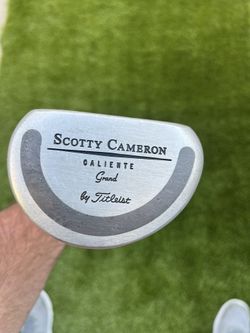 SCOTTY CAMERON
CALIENTE
Grand
by Titleist